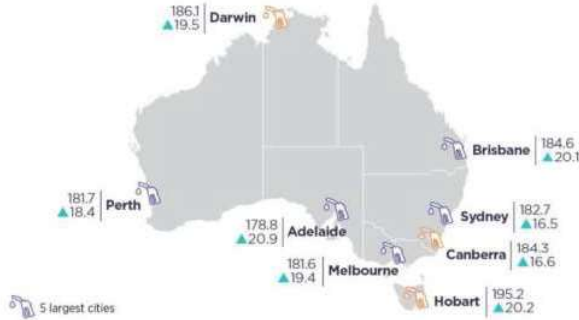 186.1
▲19.5
Darwin
Brisbane
184.6
▲20.1
181.7
▲18.4
Perth
178.8
▲20.9
Adelaide
Sydney
182.7
▲16.5
181.6
▲19.4
Melbourne
Canberra
184.3
▲16.6
Hobart
195.2
▲20.2
5 largest cities